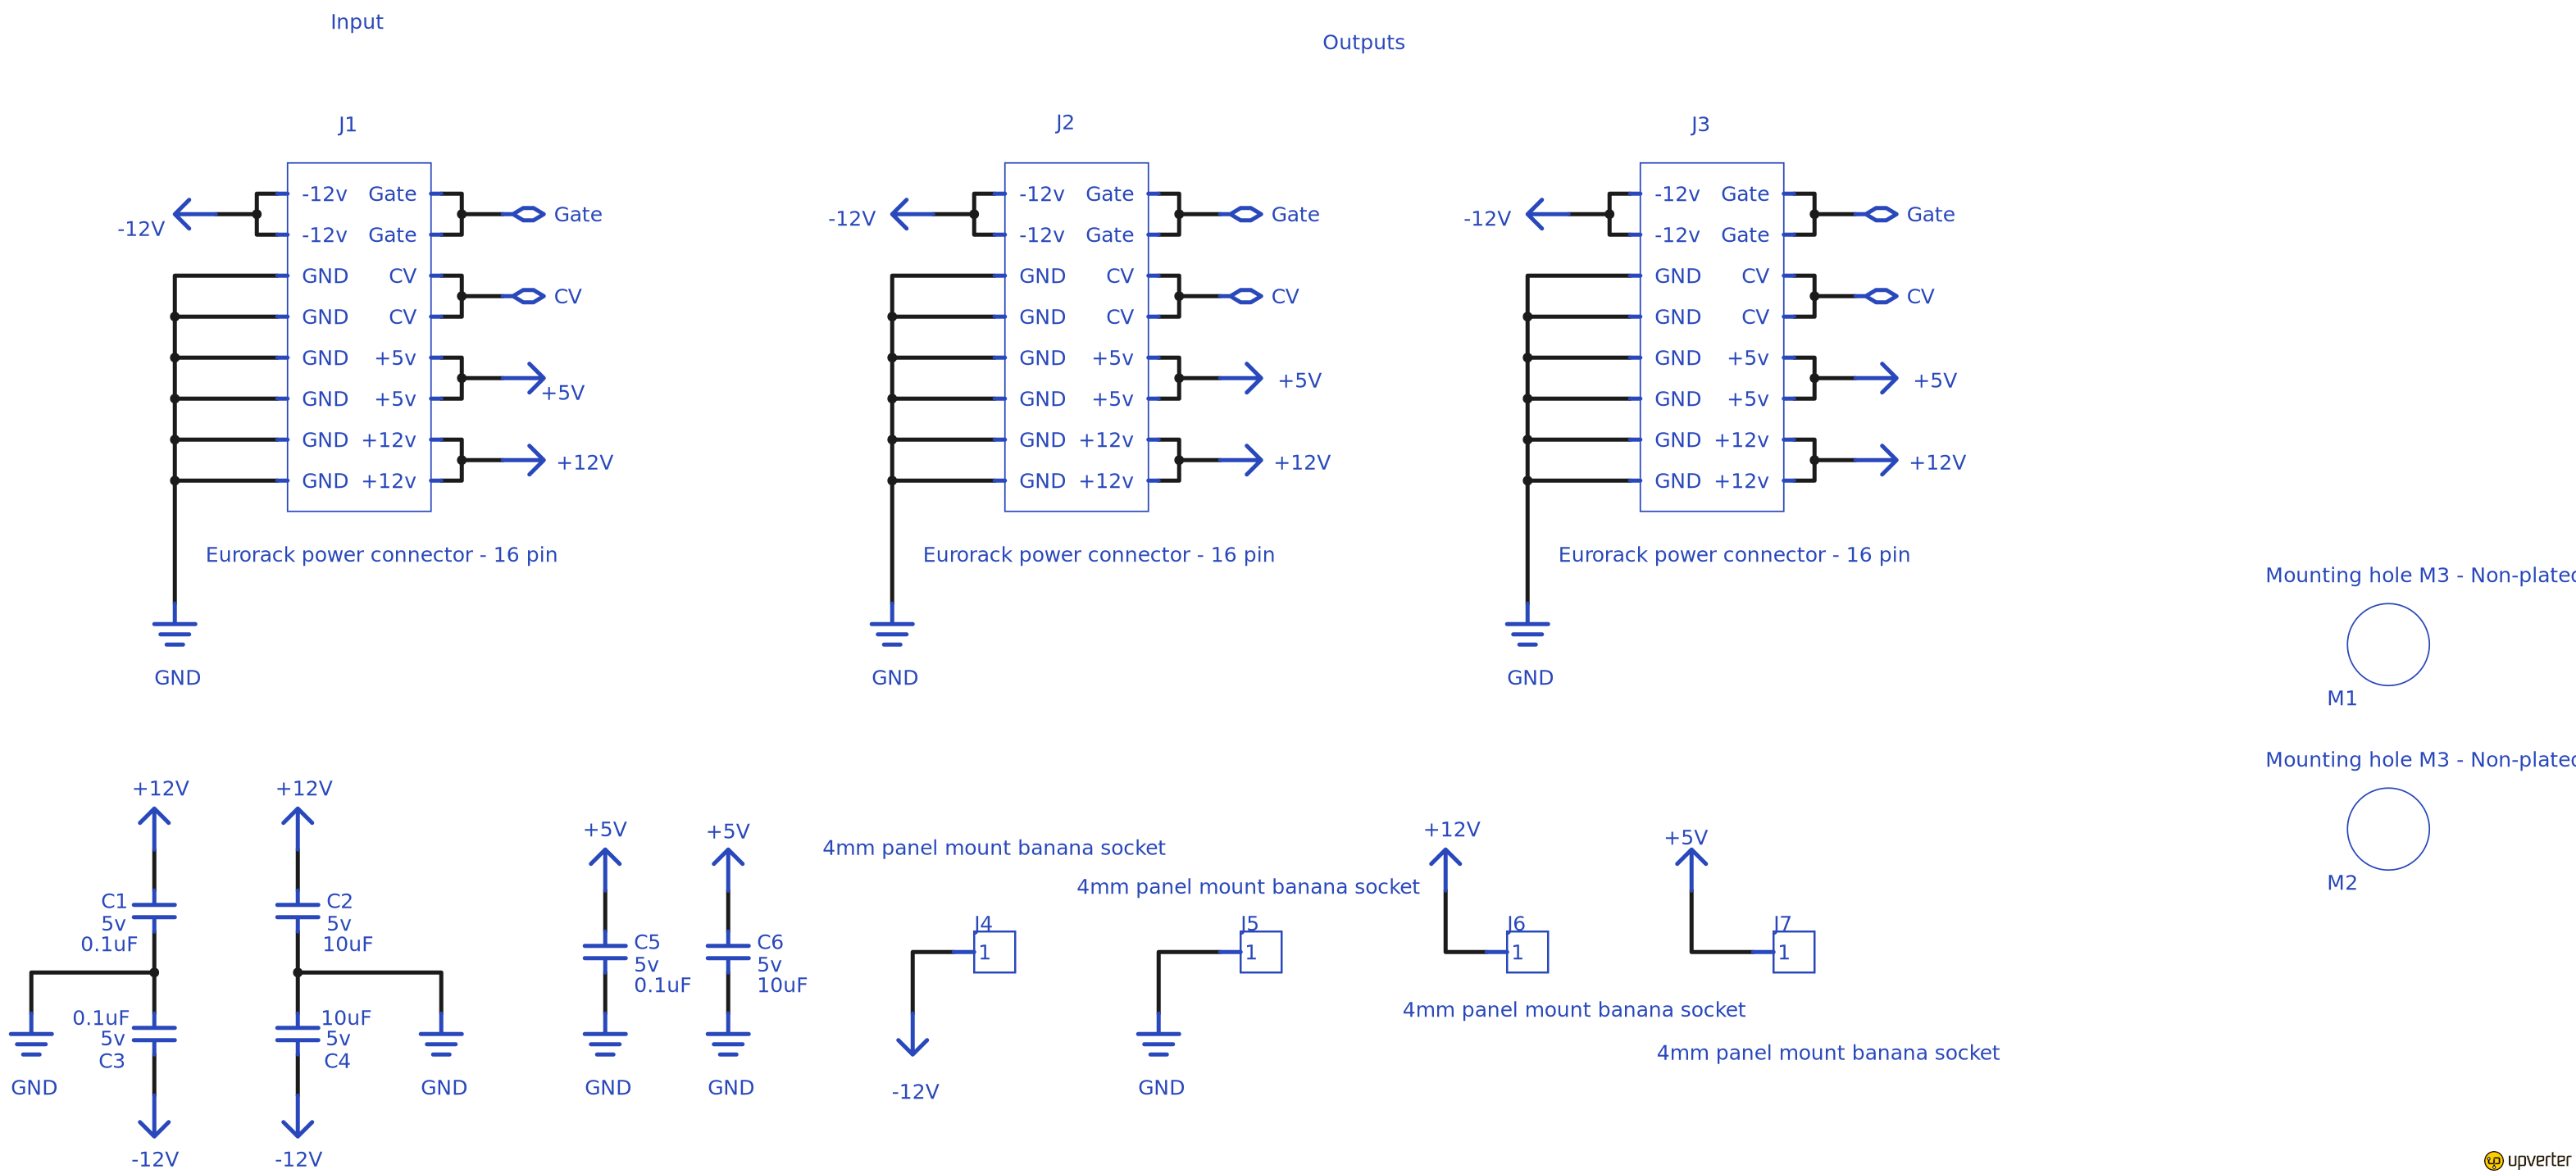 Input
Outputs
J1
-12v Gate
-12v Gate
GND CV
GND CV
GND +5v
GND +5v
GND +12v
GND +12v
-12V
Gate
CV
+5V
+12V
Eurorack power connector - 16 pin
GND
J2
-12v Gate
-12v Gate
GND CV
GND CV
GND +5v
GND +5v
GND +12v
GND +12v
-12V
Gate
CV
+5V
+12V
Eurorack power connector - 16 pin
GND
J3
-12v Gate
-12v Gate
GND CV
GND CV
GND +5v
GND +5v
GND +12v
GND +12v
-12V
Gate
CV
+5V
+12V
Eurorack power connector - 16 pin
GND
Mounting hole M3 - Non-plated
M1
Mounting hole M3 - Non-plated
M2
+12V
C1
5v
0.1uF
0.1uF
5v
C3
GND
-12V
+12V
C2
5v
10uF
10uF
5v
C4
GND
-12V
+5V
C5
5v
0.1uF
GND
+5V
C6
5v
10uF
GND
4mm panel mount banana socket
J4
1
-12V
4mm panel mount banana socket
J5
1
GND
+12V
J6
1
4mm panel mount banana socket
+5V
J7
1
4mm panel mount banana socket
upverter